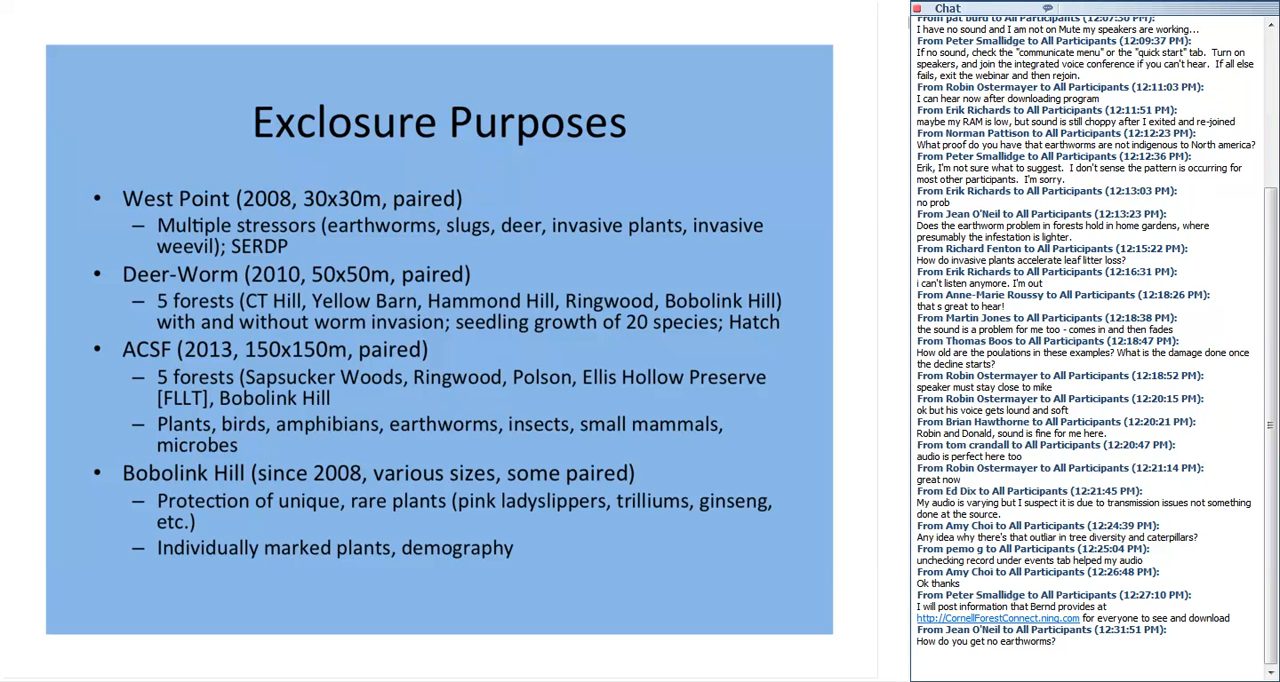 Exclosure Purposes
• West Point (2008, 30x30m, paired)
– Multiple stressors (earthworms, slugs, deer, invasive plants, invasive
weevil); SERDP
• Deer-Worm (2010, 50x50m, paired)
– 5 forests (CT Hill, Yellow Barn, Hammond Hill, Ringwood, Bobolink Hill)
with and without worm invasion; seedling growth of 20 species; Hatch
• ACSF (2013, 150x150m, paired)
– 5 forests (Sapsucker Woods, Ringwood, Polson, Ellis Hollow Preserve
[FLLT], Bobolink Hill
– Plants, birds, amphibians, earthworms, insects, small mammals,
microbes
• Bobolink Hill (since 2008, various sizes, some paired)
– Protection of unique, rare plants (pink ladyslippers, trilliums, ginseng,
etc.)
– Individually marked plants, demography
Chat
From pat burd to All Participants (12:07:30 PM):
I have no sound and I am not on Mute my speakers are working...
From Peter Smallidge to All Participants (12:09:37 PM):
If no sound, check the "communicate menu" or the "quick start" tab. Turn on
speakers, and join the integrated voice conference if you can't hear. If all else
fails, exit the webinar and then rejoin.
From Robin Ostermayer to All Participants (12:11:03 PM):
I can hear now after downloading program
From Erik Richards to All Participants (12:11:51 PM):
maybe my RAM is low, but sound is still choppy after I exited and re-joined
From Norman Pattison to All Participants (12:12:23 PM):
What proof do you have that earthworms are not indigenous to North america?
From Peter Smallidge to All Participants (12:12:36 PM):
Erik, I'm not sure what to suggest. I don't sense the pattern is occurring for
most other participants. I'm sorry.
From Erik Richards to All Participants (12:13:03 PM):
no prob
From Jean O'Neil to All Participants (12:13:23 PM):
Does the earthworm problem in forests hold in home gardens, where
presumably the infestation is lighter.
From Richard Fenton to All Participants (12:15:22 PM):
How do invasive plants accelerate leaf litter loss?
From Erik Richards to All Participants (12:16:31 PM):
i can't listen anymore. I'm out
From Anne-Marie Roussy to All Participants (12:18:26 PM):
that s great to hear!
From Martin Jones to All Participants (12:18:38 PM):
the sound is a problem for me too - comes in and then fades
From Thomas Boos to All Participants (12:18:47 PM):
How old are the poulations in these examples? What is the damage done once
the decline starts?
From Robin Ostermayer to All Participants (12:18:52 PM):
speaker must stay close to mike
From Robin Ostermayer to All Participants (12:20:15 PM):
ok but his voice gets lound and soft
From Brian Hawthorne to All Participants (12:20:21 PM):
Robin and Donald, sound is fine for me here.
From tom crandall to All Participants (12:20:47 PM):
audio is perfect here too
From Robin Ostermayer to All Participants (12:21:14 PM):
great now
From Ed Dix to All Participants (12:21:45 PM):
My audio is varying but I suspect it is due to transmission issues not something
done at the source.
From Amy Choi to All Participants (12:24:39 PM):
Any idea why there's that outliar in tree diversity and caterpillars?
From pemo g to All Participants (12:25:04 PM):
unchecking record under events tab helped my audio
From Amy Choi to All Participants (12:26:48 PM):
Ok thanks
From Peter Smallidge to All Participants (12:27:10 PM):
I will post information that Bernd provides at
http://CornellForestConnect.ning.com for everyone to see and download
From Jean O'Neil to All Participants (12:31:51 PM):
How do you get no earthworms?